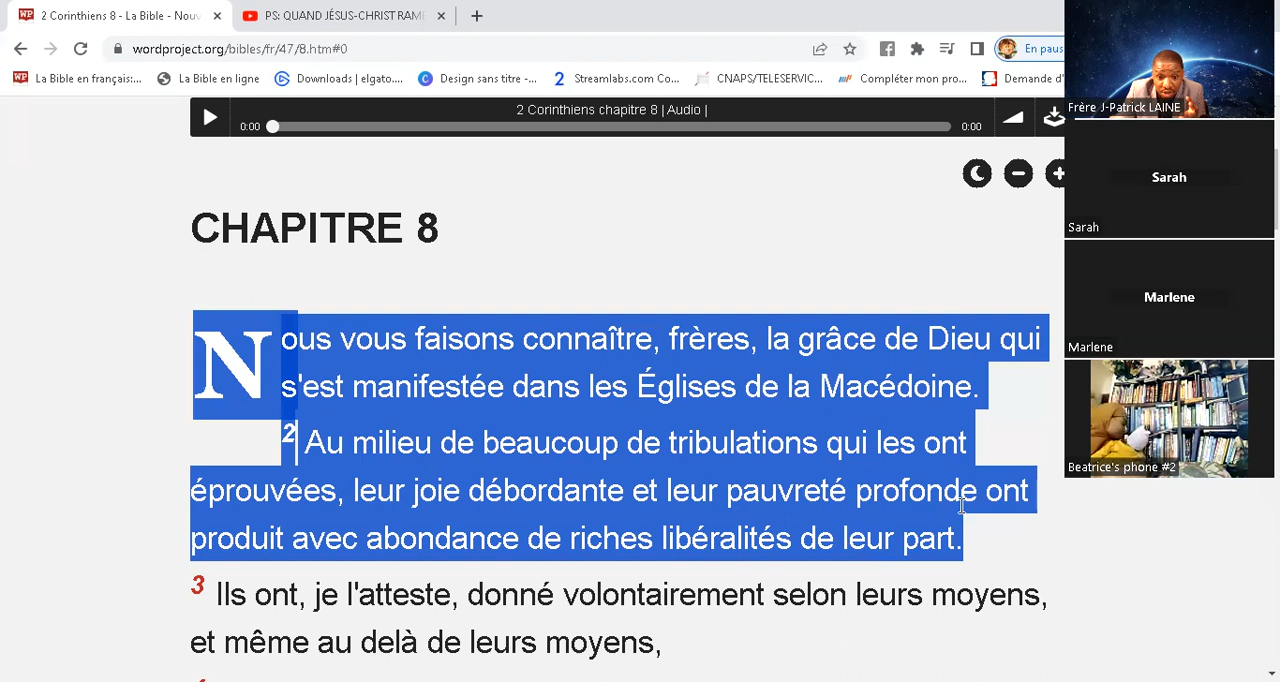 2 Corinthiens 8 - La Bible - Nouv
PS: QUAND JÉSUS-CHRIST RAME
wordproject.org/bibles/fr/47/8.htm#0
En paus
La Bible en français:...
La Bible en ligne
Downloads | elgato....
Design sans titre -...
Streamlabs.com Co...
CNAPS/TELESERVIC...
Compléter mon pro...
Demande d'
2 Corinthiens chapitre 8 | Audio |
0:00
0:00
CHAPITRE 8
Nous vous faisons connaître, frères, la grâce de Dieu qui
s'est manifestée dans les Églises de la Macédoine.
2 Au milieu de beaucoup de tribulations qui les ont
éprouvées, leur joie débordante et leur pauvreté profonde ont
produit avec abondance de riches libéralités de leur part.
3 Ils ont, je l'atteste, donné volontairement selon leurs moyens,
et même au delà de leurs moyens,
Frère J-Patrick LAINE
Sarah
Sarah
Marlene
Marlene
Beatrice's phone #2